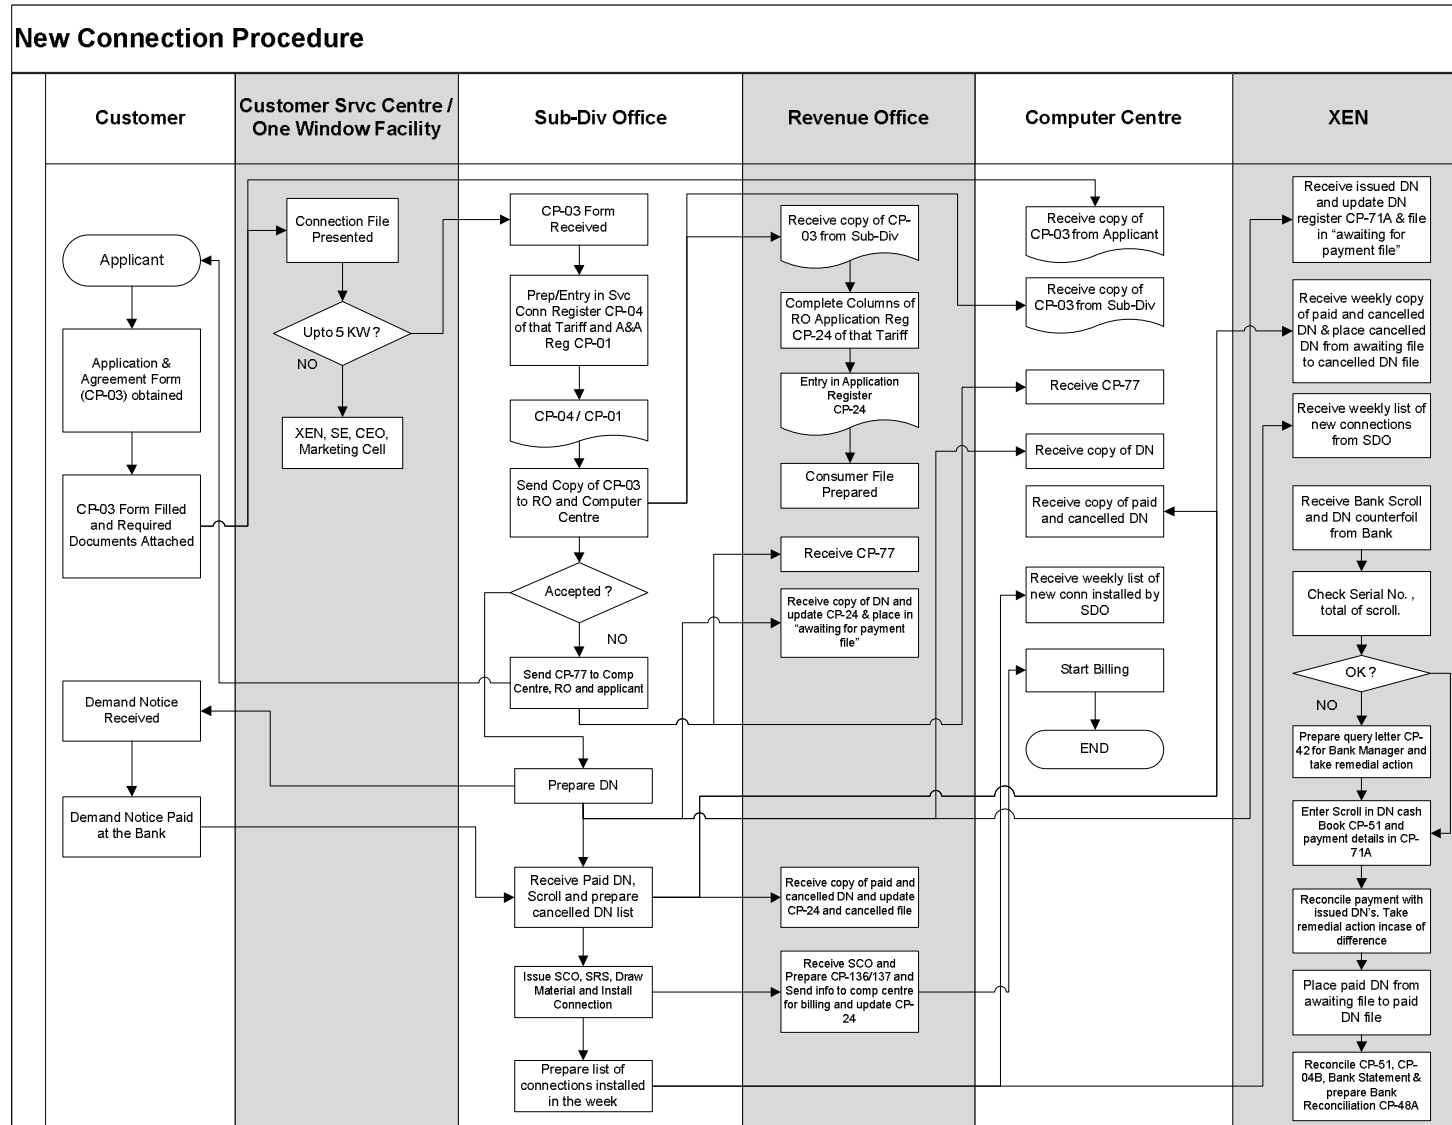 New Connection Procedure
Customer
Customer Srvc Centre /
One Window Facility
Sub-Div Office
Revenue Office
Computer Centre
XEN
Applicant
Application &
Agreement Form
(CP-03) obtained
CP-03 Form Filled
and Required
Documents Attached
Demand Notice
Received
Demand Notice Paid
at the Bank
Connection File
Presented
Upto 5 KW ?
NO
XEN, SE, CEO,
Marketing Cell
CP-03 Form
Received
Prep/Entry in Svc
Conn Register CP-04
of that Tariff and A&A
Reg CP-01
CP-04 / CP-01
Send Copy of CP-03
to RO and Computer
Centre
Accepted ?
NO
Send CP-77 to Comp
Centre, RO and applicant
Prepare DN
Receive Paid DN,
Scroll and prepare
cancelled DN list
Issue SCO, SRS, Draw
Material and Install
Connection
Prepare list of
connections installed
in the week
Receive copy of CP-
03 from Sub-Div
Complete Columns of
RO Application Reg
CP-24 of that Tariff
Entry in Application
Register
CP-24
Consumer File
Prepared
Receive CP-77
Receive copy of DN and
update CP-24 & place in
"awaiting for payment
file"
Receive copy of paid and
cancelled DN and update
CP-24 and cancelled file
Receive SCO and
Prepare CP-136/137 and
Send info to comp centre
for billing and update CP-
24
Receive copy of
CP-03 from Applicant
Receive copy of
CP-03 from Sub-Div
Receive CP-77
Receive copy of DN
Receive copy of paid
and cancelled DN
Receive weekly list of
new conn installed by
SDO
Start Billing
END
Receive issued DN
and update DN
register CP-71A & file
in “awaiting for
payment file”
Receive weekly copy
of paid and cancelled
DN & place cancelled
DN from awaiting file
to cancelled DN file
Receive weekly list of
new connections
from SDO
Receive Bank Scroll
and DN counterfoil
from Bank
Check Serial No. ,
total of scroll.
OK ?
NO
Prepare query letter CP-
42 for Bank Manager and
take remedial action
Enter Scroll in DN cash
Book CP-51 and
payment details in CP-
71A
Reconcile payment with
issued DN's. Take
remedial action incase of
difference
Place paid DN from
awaiting file to paid
DN file
Reconcile CP-51, CP-
04B, Bank Statement &
prepare Bank
Reconciliation CP-48A